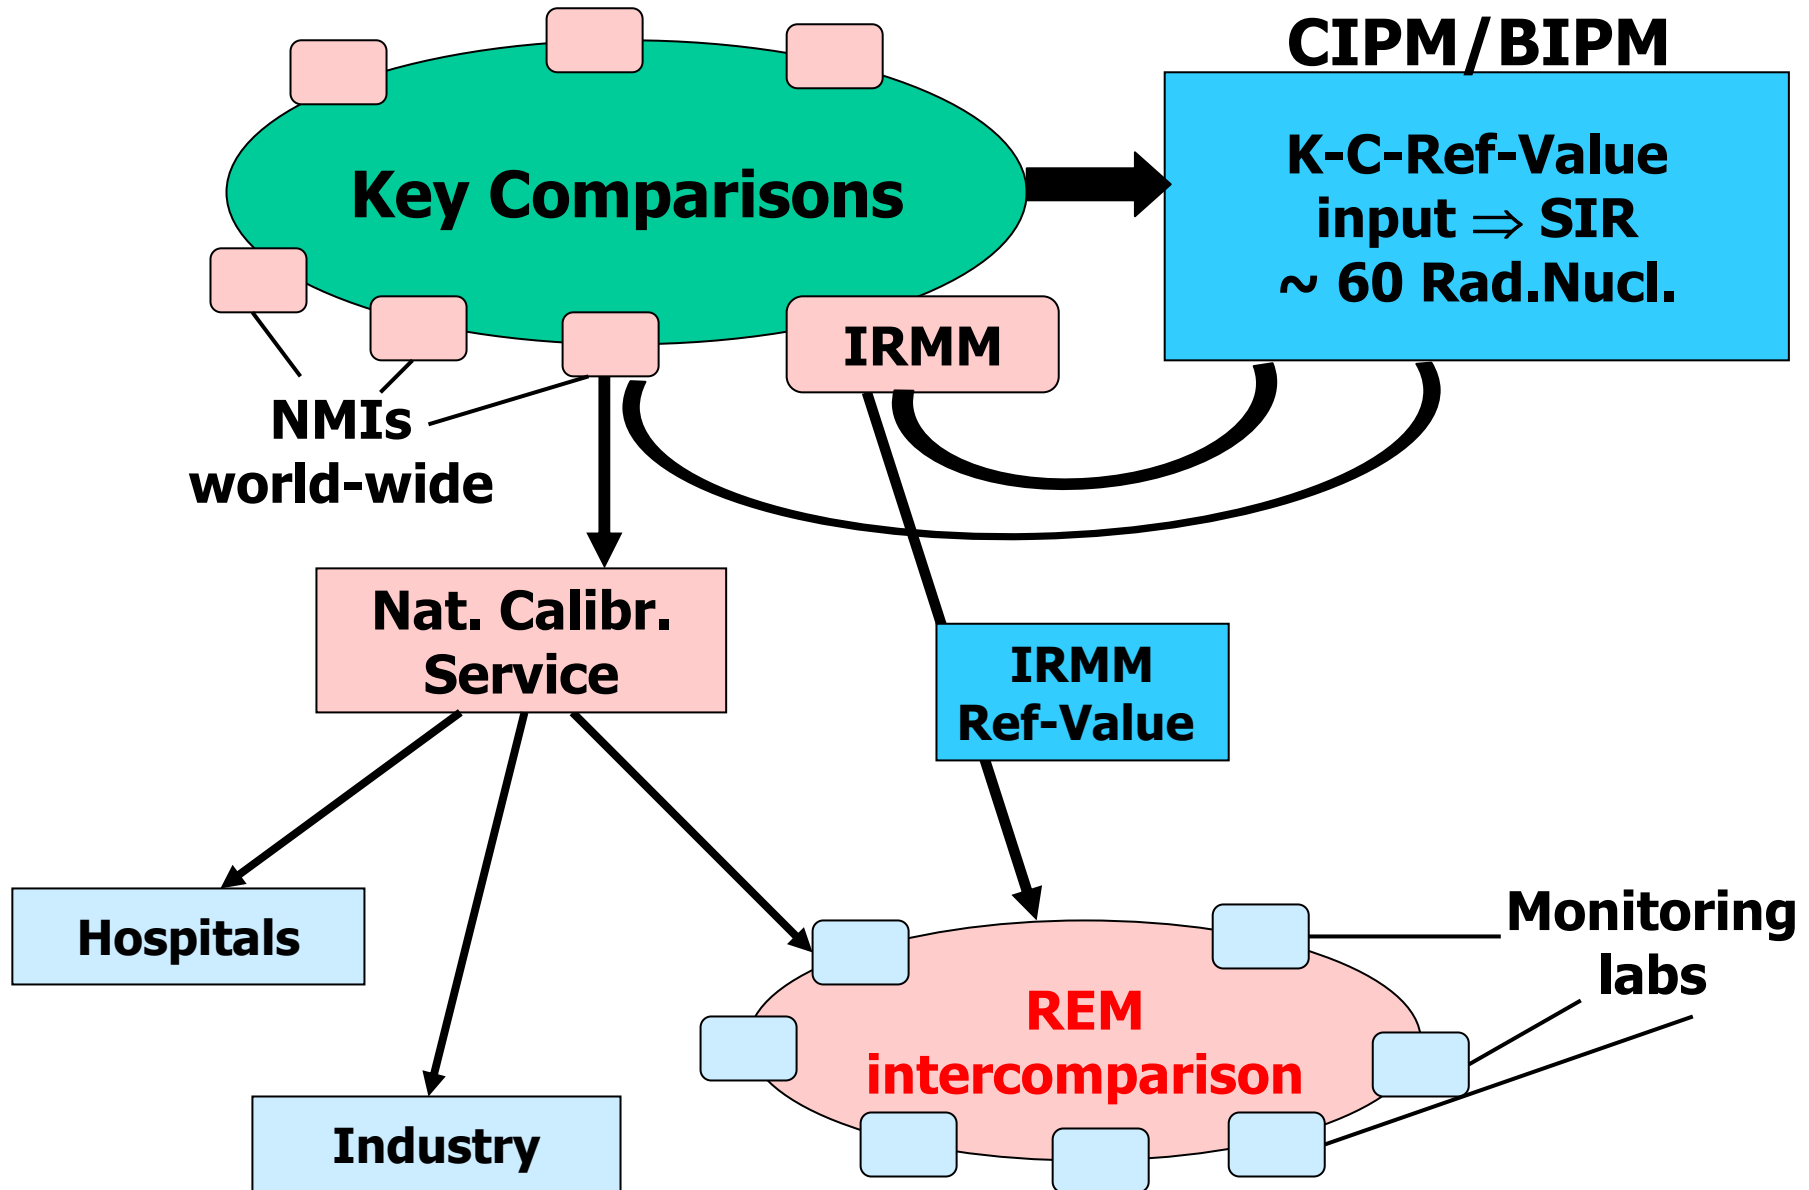 CIPM/BIPM
Key Comparisons
K-C-Ref-Value
input ⇒ SIR
~ 60 Rad.Nucl.
IRMM
NMIs
world-wide
Nat. Calibr.
Service
IRMM
Ref-Value
Hospitals
Monitoring
labs
REM
intercomparison
Industry